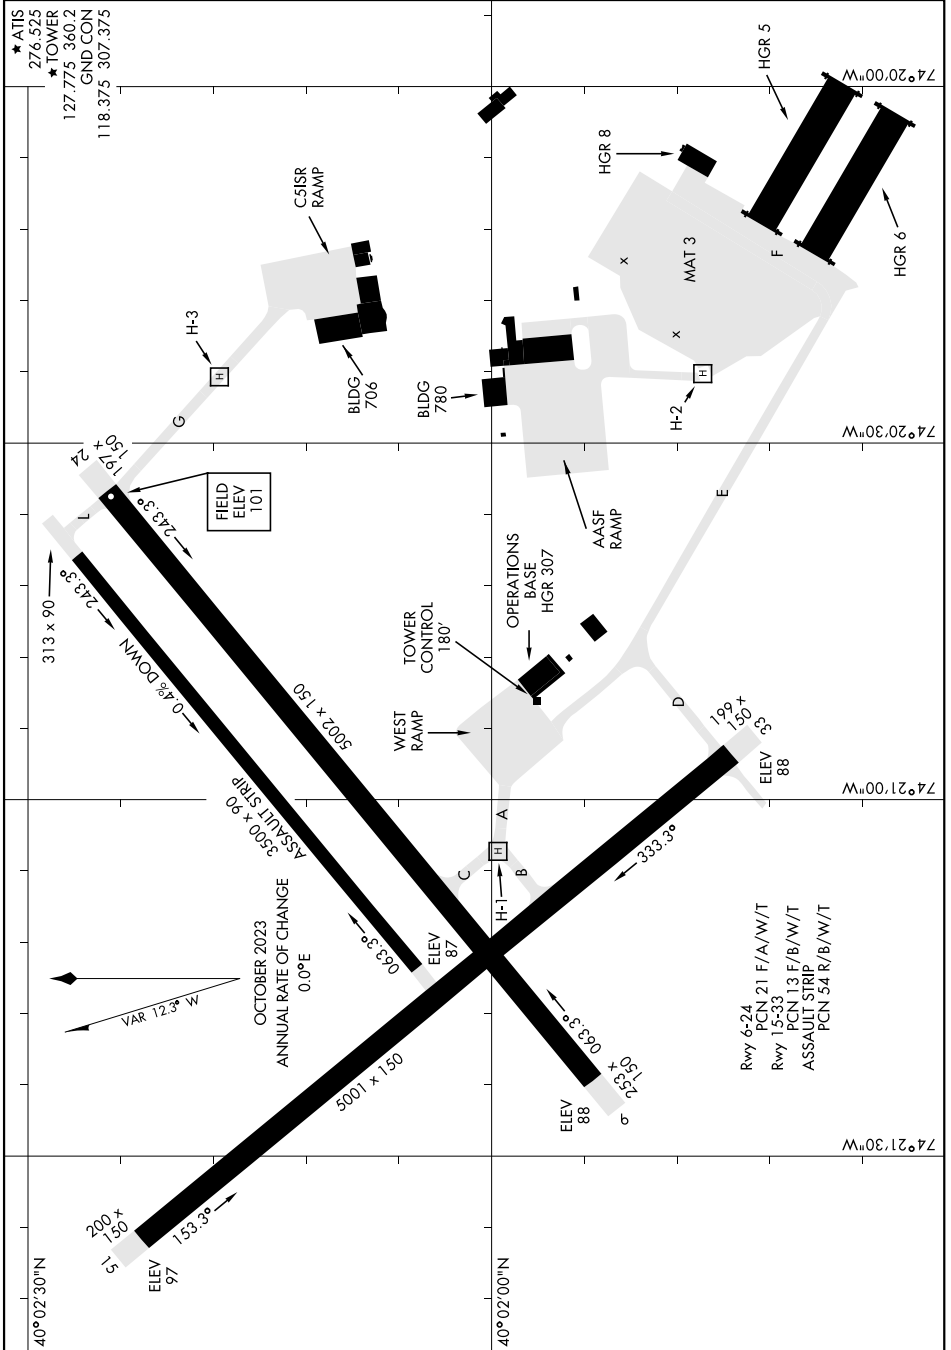 ★ ATIS
276.525
★ TOWER
127.775 360.2
GND CON
118.375 307.375
HGR 5
74°20'00"W
HGR 8
HGR 6
C5ISR
RAMP
MAT 3
F
x
x
H-3
H
BLDG
706
BLDG
780
H
H-2
G
74°20'30"W
24
197 x
150
L
243.3°
FIELD
ELEV
101
E
AASF
RAMP
313 x 90
243.3°
0.4% DOWN
OPERATIONS
BASE
HGR 307
TOWER
CONTROL
180'
5002 x 150
WEST
RAMP
D
199 x
150
33
ELEV
88
74°21'00"W
ASSAULT STRIP
3500 x 90
A
H
C
B
H-1
333.3°
063.3°
ELEV
87
OCTOBER 2023
ANNUAL RATE OF CHANGE
0.0°E
VAR 12.3° W
5001 x 150
063.3°
253 x
150
6
ELEV
88
Rwy 6-24
PCN 21 F/A/W/T
Rwy 15-33
PCN 13 F/B/W/T
ASSAULT STRIP
PCN 54 R/B/W/T
74°21'30"W
153.3°
200 x
150
15
ELEV
97
40°02'30"N
40°02'00"N